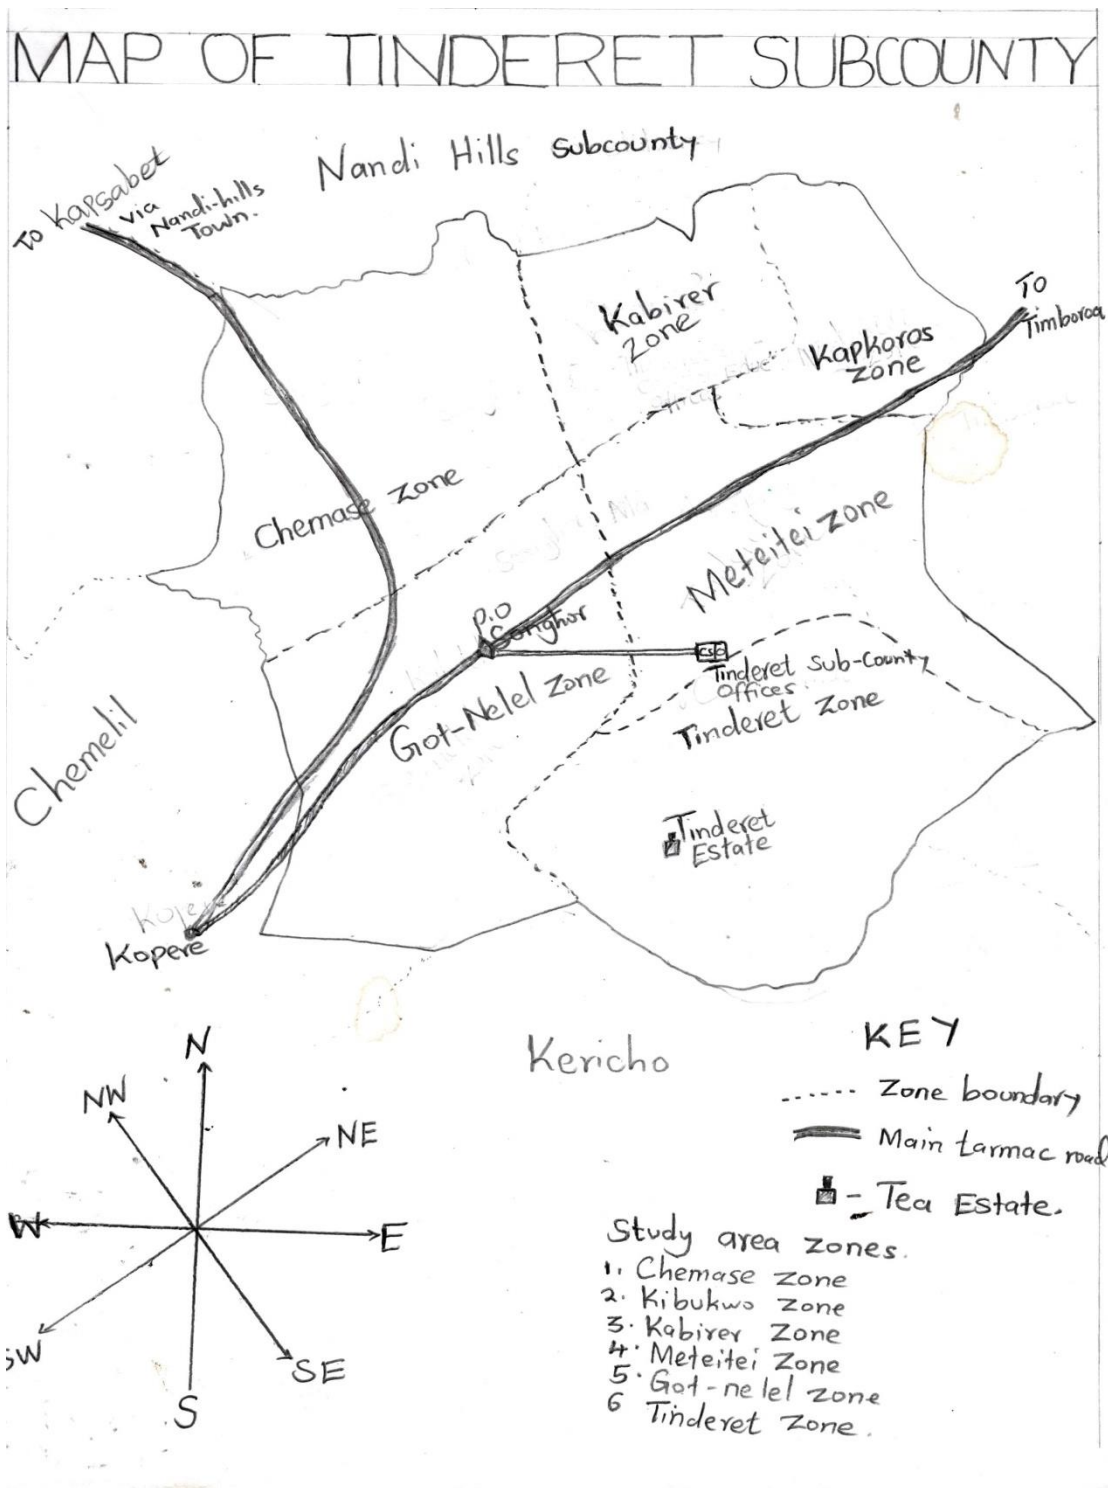 MAP OF TINDERET SUBCOUNTY
Nandi Hills Subcounty
TO Kapsabet
via
Nandi-hills
Town.
Kabirer
Zone
TO
Timboroa
Kapkoros
Zone
Chemase Zone
Meteitei Zone
P.O
Songhor
Tinderet Sub-County
Offices.
Got-Nelel Zone
Tinderet Zone
Chemelil
Tinderet
Estate
Kopere
Kericho
KEY
Zone boundary
Main tarmac road
- Tea Estate.
N
NW
NE
W
E
SW
SE
S
Study area zones.
1. Chemase Zone
2. Kibukwo Zone
3. Kabirer Zone
4. Meteitei Zone
5. Got-nelel zone
6 Tinderet Zone.